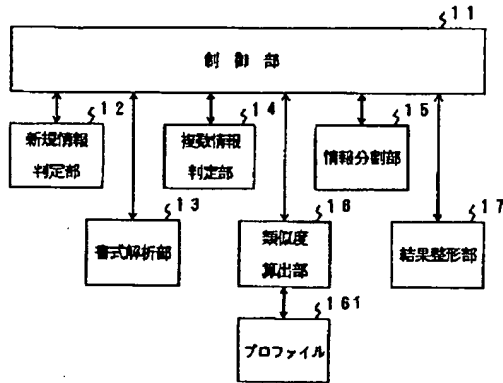 11
制御部
12
新規情報
判定部
14
複数情報
判定部
15
情報分割部
13
書式解析部
16
類似度
算出部
17
結果整形部
161
プロファイル